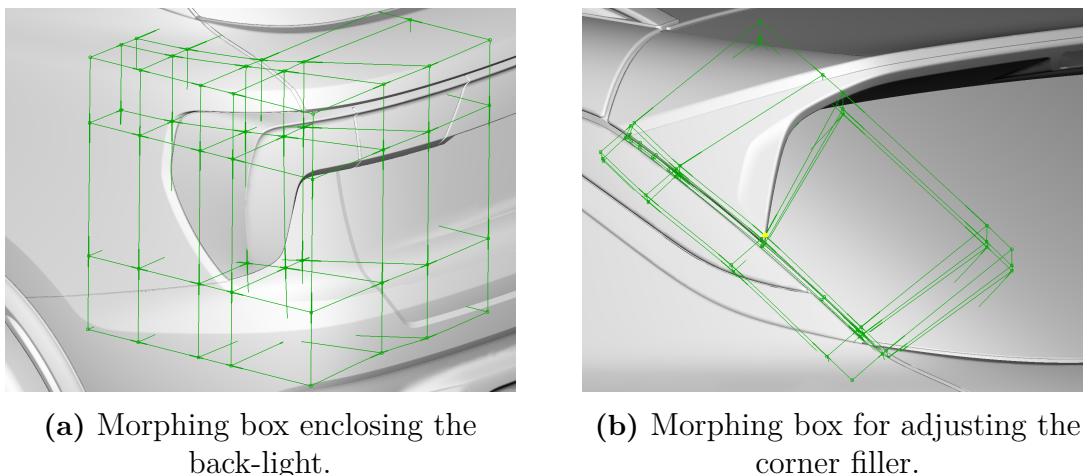 (a) Morphing box enclosing the
back-light.
(b) Morphing box for adjusting the
corner filler.